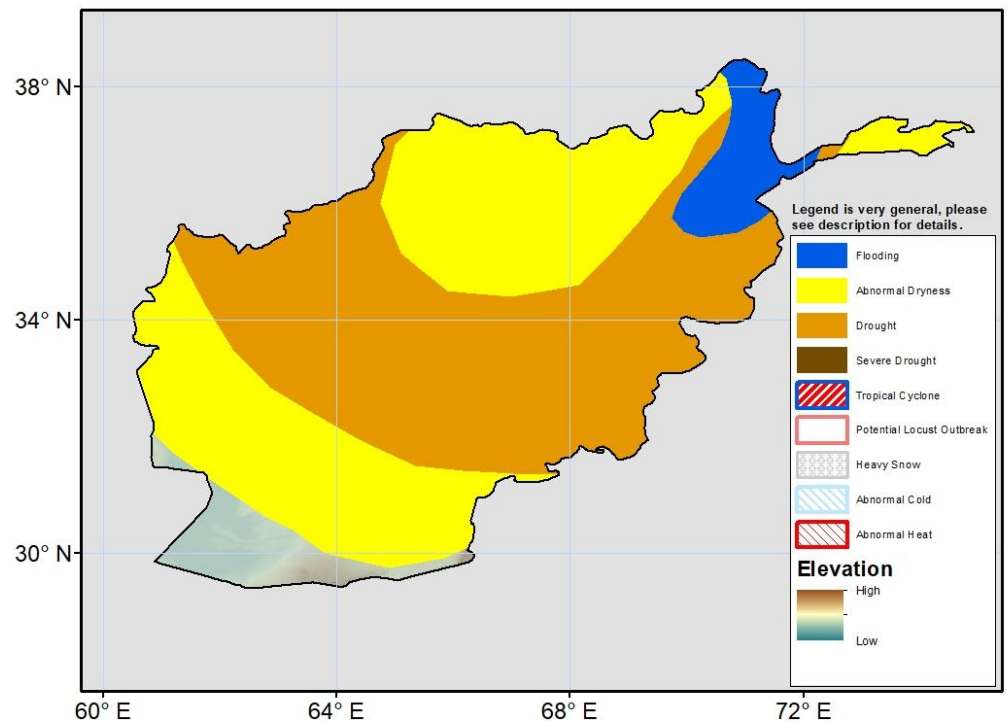 38° N
34° N
30° N
60° E
64° E
68° E
72° E
Legend is very general, please
see description for details.
Flooding
Abnormal Dryness
Drought
Severe Drought
Tropical Cyclone
Potential Locust Outbreak
Heavy Snow
Abnormal Cold
Abnormal Heat
Elevation
High
Low